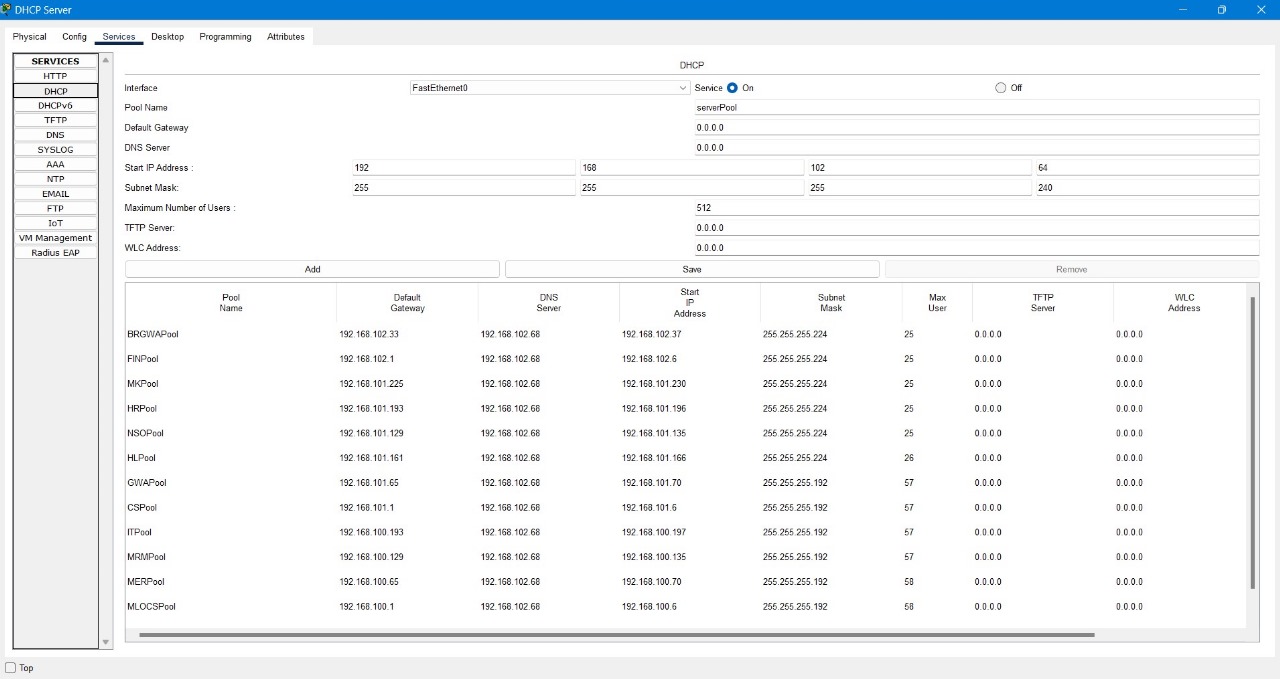 DHCP Server
Physical Config Services Desktop Programming Attributes
SERVICES
HTTP
DHCP
DHCPv6
TFTP
DNS
SYSLOG
AAA
NTP
EMAIL
FTP
IoT
VM Management
Radius EAP
DHCP
Interface FastEthernet0 Service On Off
Pool Name serverPool
Default Gateway 0.0.0.0
DNS Server 0.0.0.0
Start IP Address : 192 168 102 64
Subnet Mask: 255 255 255 240
Maximum Number of Users : 512
TFTP Server: 0.0.0.0
WLC Address: 0.0.0.0
Add Save Remove
Pool Name Default Gateway DNS Server Start IP Address Subnet Mask Max User TFTP Server WLC Address
BRGWAPool 192.168.102.33 192.168.102.68 192.168.102.37 255.255.255.224 25 0.0.0.0 0.0.0.0
FINPool 192.168.102.1 192.168.102.68 192.168.102.6 255.255.255.224 25 0.0.0.0 0.0.0.0
MKPool 192.168.101.225 192.168.102.68 192.168.101.230 255.255.255.224 25 0.0.0.0 0.0.0.0
HRPool 192.168.101.193 192.168.102.68 192.168.101.196 255.255.255.224 25 0.0.0.0 0.0.0.0
NSOPool 192.168.101.129 192.168.102.68 192.168.101.135 255.255.255.224 25 0.0.0.0 0.0.0.0
HLPool 192.168.101.161 192.168.102.68 192.168.101.166 255.255.255.224 26 0.0.0.0 0.0.0.0
GWAPool 192.168.101.65 192.168.102.68 192.168.101.70 255.255.255.192 57 0.0.0.0 0.0.0.0
CSPool 192.168.101.1 192.168.102.68 192.168.101.6 255.255.255.192 57 0.0.0.0 0.0.0.0
ITPool 192.168.100.193 192.168.102.68 192.168.100.197 255.255.255.192 57 0.0.0.0 0.0.0.0
MRMPool 192.168.100.129 192.168.102.68 192.168.100.135 255.255.255.192 57 0.0.0.0 0.0.0.0
MERPool 192.168.100.65 192.168.102.68 192.168.100.70 255.255.255.192 58 0.0.0.0 0.0.0.0
MLOCSPool 192.168.100.1 192.168.102.68 192.168.100.6 255.255.255.192 58 0.0.0.0 0.0.0.0
Top